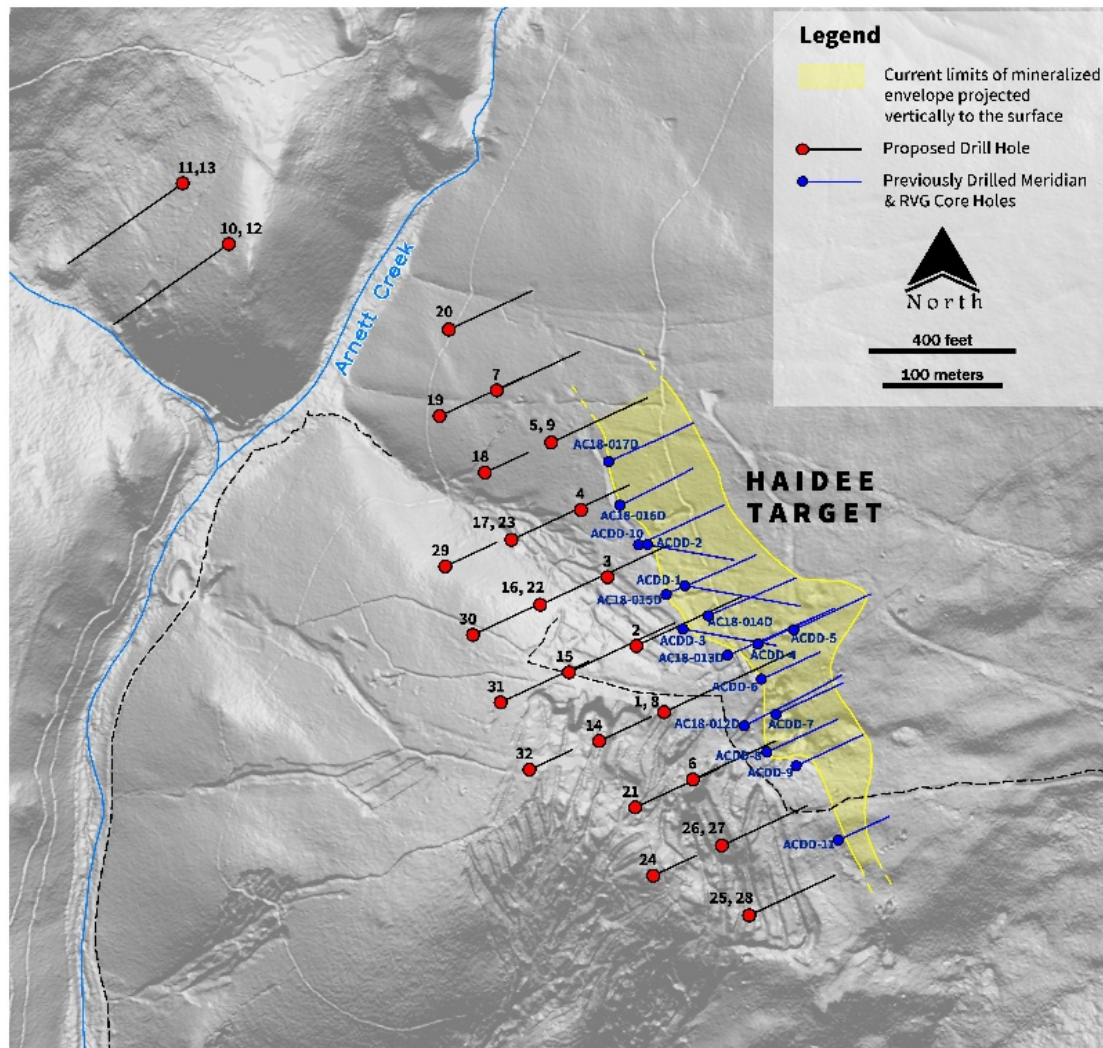 Legend
Current limits of mineralized
envelope projected
vertically to the surface
Proposed Drill Hole
Previously Drilled Meridian
& RVG Core Holes
North
400 feet
100 meters
11,13
10, 12
Arnett Creek
20
7
19
5, 9
AC18-017D
18
HAIDEE
TARGET
4
AC18-016D
17, 23
ACDD-10
ACDD-2
29
3
ACDD-1
16, 22
AC18-015D
AC18-014D
30
2
ACDD-3
ACDD-5
AC18-013D
ACDD-4
15
ACDD-6
31
1, 8
AC18-012D
ACDD-7
14
32
ACDD-8
6
ACDD-9
21
26, 27
ACDD-11
24
25, 28